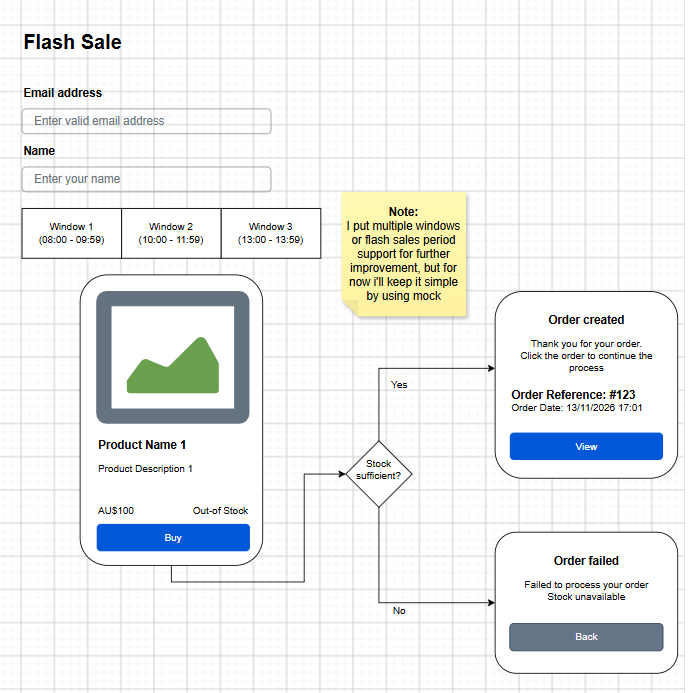 Flash Sale
Email address
Enter valid email address
Name
Enter your name
Window 1
(08:00 - 09:59)
Window 2
(10:00 - 11:59)
Window 3
(13:00 - 13:59)
Note:
I put multiple windows
or flash sales period
support for further
improvement, but for
now i'll keep it simple
by using mock
Product Name 1
Product Description 1
AU$100
Out-of Stock
Buy
Stock
sufficient?
Yes
No
Order created
Thank you for your order.
Click the order to continue the
process
Order Reference: #123
Order Date: 13/11/2026 17:01
View
Order failed
Failed to process your order
Stock unavailable
Back